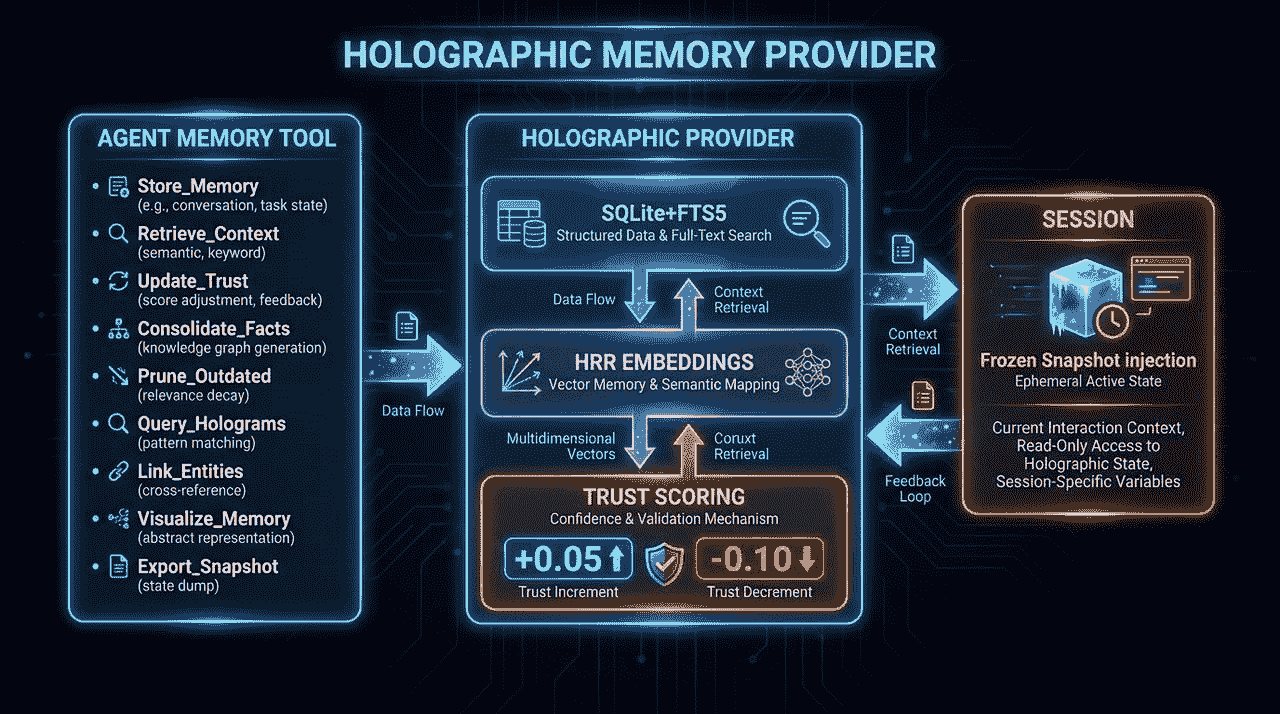 HOLOGRAPHIC MEMORY PROVIDER
AGENT MEMORY TOOL
• Store_Memory
(e.g., conversation, task state)
• Retrieve_Context
(semantic, keyword)
• Update_Trust
(score adjustment, feedback)
• Consolidate_Facts
(knowledge graph generation)
• Prune_Outdated
(relevance decay)
• Query_Holograms
(pattern matching)
• Link_Entities
(cross-reference)
• Visualize_Memory
(abstract representation)
• Export_Snapshot
(state dump)
Data Flow
HOLOGRAPHIC PROVIDER
SQLite+FTS5
Structured Data & Full-Text Search
Data Flow
Context
Retrieval
HRR EMBEDDINGS
Vector Memory & Semantic Mapping
Multidimensional
Vectors
Coruxt
Retrieval
TRUST SCORING
Confidence & Validation Mechanism
+0.05
-0.10
Trust Increment
Trust Decrement
Context
Retrieval
Feedback
Loop
SESSION
Frozen Snapshot injection
Ephemeral Active State
Current Interaction Context,
Read-Only Access to
Holographic State,
Session-Specific Variables